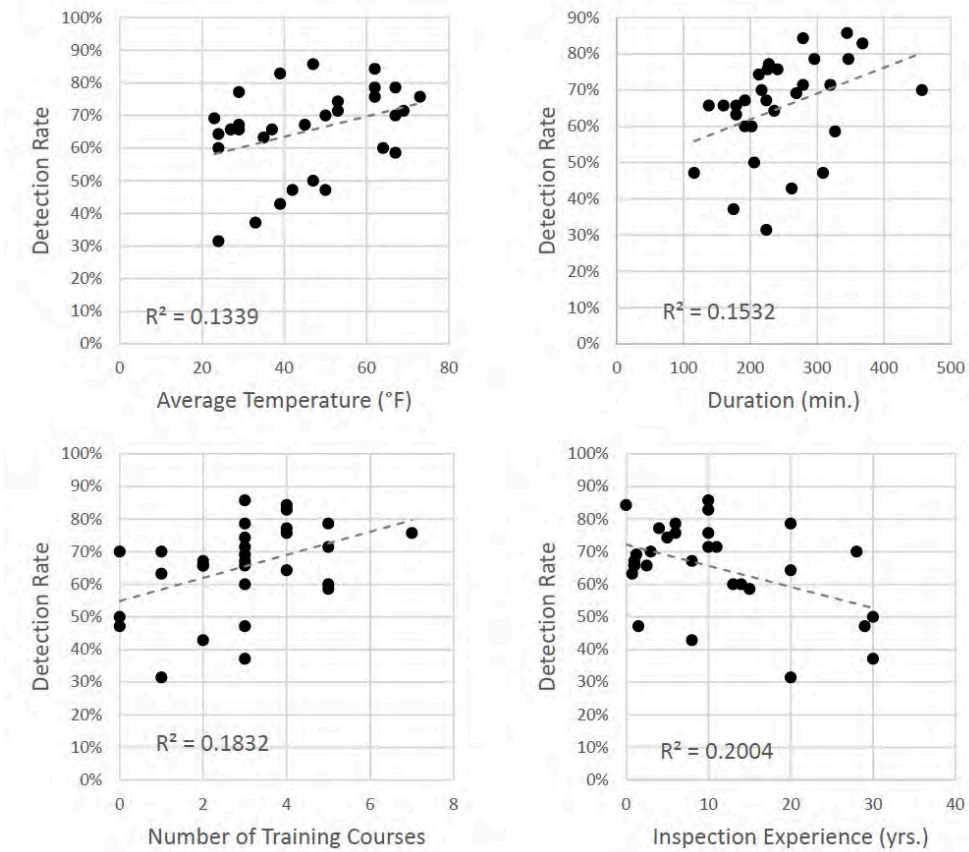 100%
90%
80%
70%
60%
50%
40%
30%
20%
10%
0%
Detection Rate
R² = 0.1339
0 20 40 60 80
Average Temperature (°F)
90%
80%
70%
60%
50%
40%
30%
20%
10%
0%
Detection Rate
R² = 0.1532
0 100 200 300 400 500
Duration (min.)
100%
90%
80%
70%
60%
50%
40%
30%
20%
10%
0%
Detection Rate
R² = 0.1832
0 2 4 6 8
Number of Training Courses
100%
90%
80%
70%
60%
50%
40%
30%
20%
10%
0%
Detection Rate
R² = 0.2004
0 10 20 30 40
Inspection Experience (yrs.)